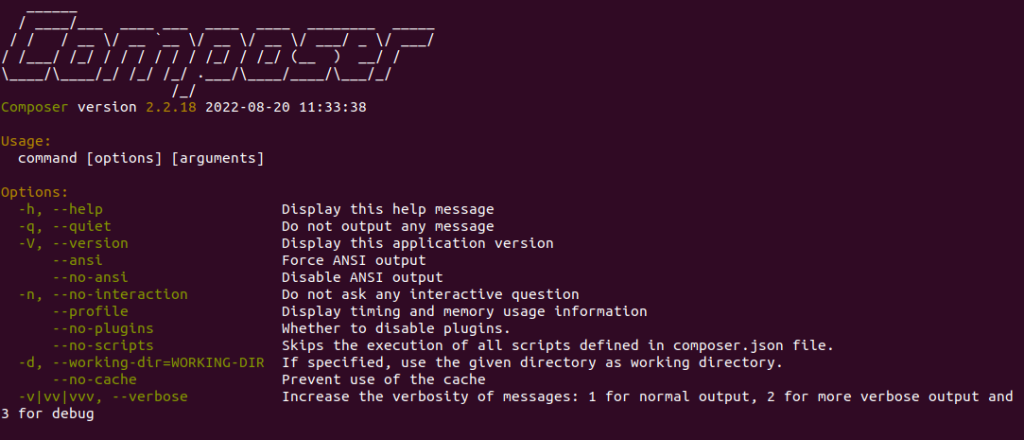 Composer
Composer version 2.2.18 2022-08-20 11:33:38
Usage:
command [options] [arguments]
Options:
-h, --help Display this help message
-q, --quiet Do not output any message
-V, --version Display this application version
--ansi Force ANSI output
--no-ansi Disable ANSI output
-n, --no-interaction Do not ask any interactive question
--profile Display timing and memory usage information
--no-plugins Whether to disable plugins.
--no-scripts Skips the execution of all scripts defined in composer.json file.
-d, --working-dir=WORKING-DIR If specified, use the given directory as working directory.
--no-cache Prevent use of the cache
-v|vv|vvv, --verbose Increase the verbosity of messages: 1 for normal output, 2 for more verbose output and
3 for debug